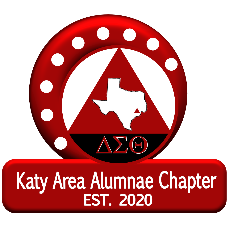 ΔΣΘ
Katy Area Alumnae Chapter
EST. 2020